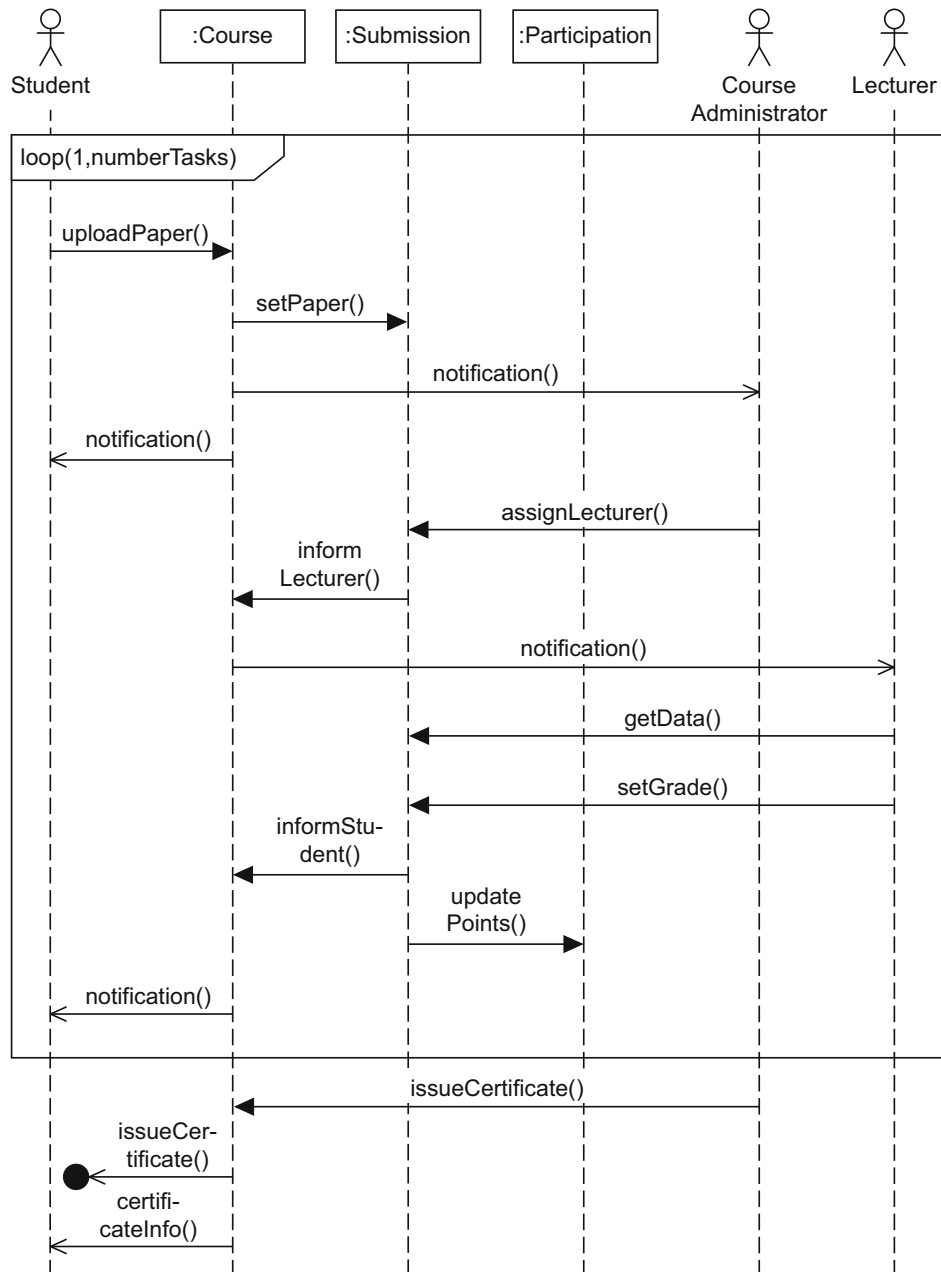 Student
:Course
:Submission
:Participation
Course
Administrator
Lecturer
loop(1,numberTasks)
uploadPaper()
setPaper()
notification()
notification()
assignLecturer()
inform
Lecturer()
notification()
getData()
setGrade()
informStu-
dent()
update
Points()
notification()
issueCertificate()
issueCer-
tificate()
certifi-
cateInfo()